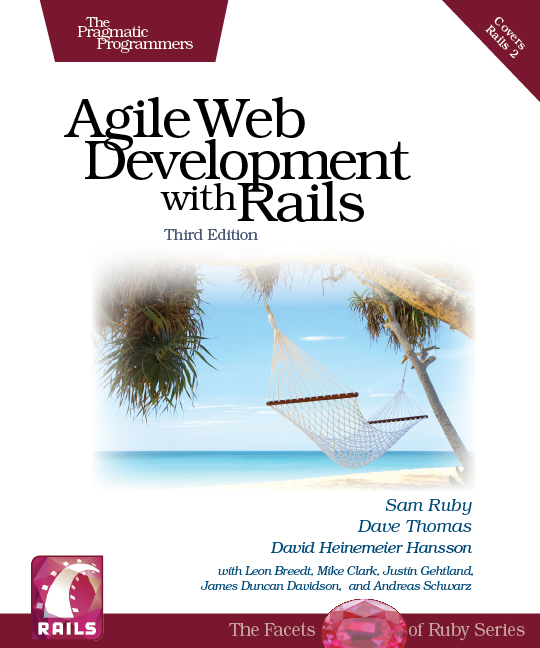 The
Pragmatic
Programmers
Covers
Rails 2
Agile Web
Development
with Rails
Third Edition
Sam Ruby
Dave Thomas
David Heinemeier Hansson
with Leon Breedt, Mike Clark, Justin Gehtland,
James Duncan Davidson, and Andreas Schwarz
RAILS
The Facets of Ruby Series